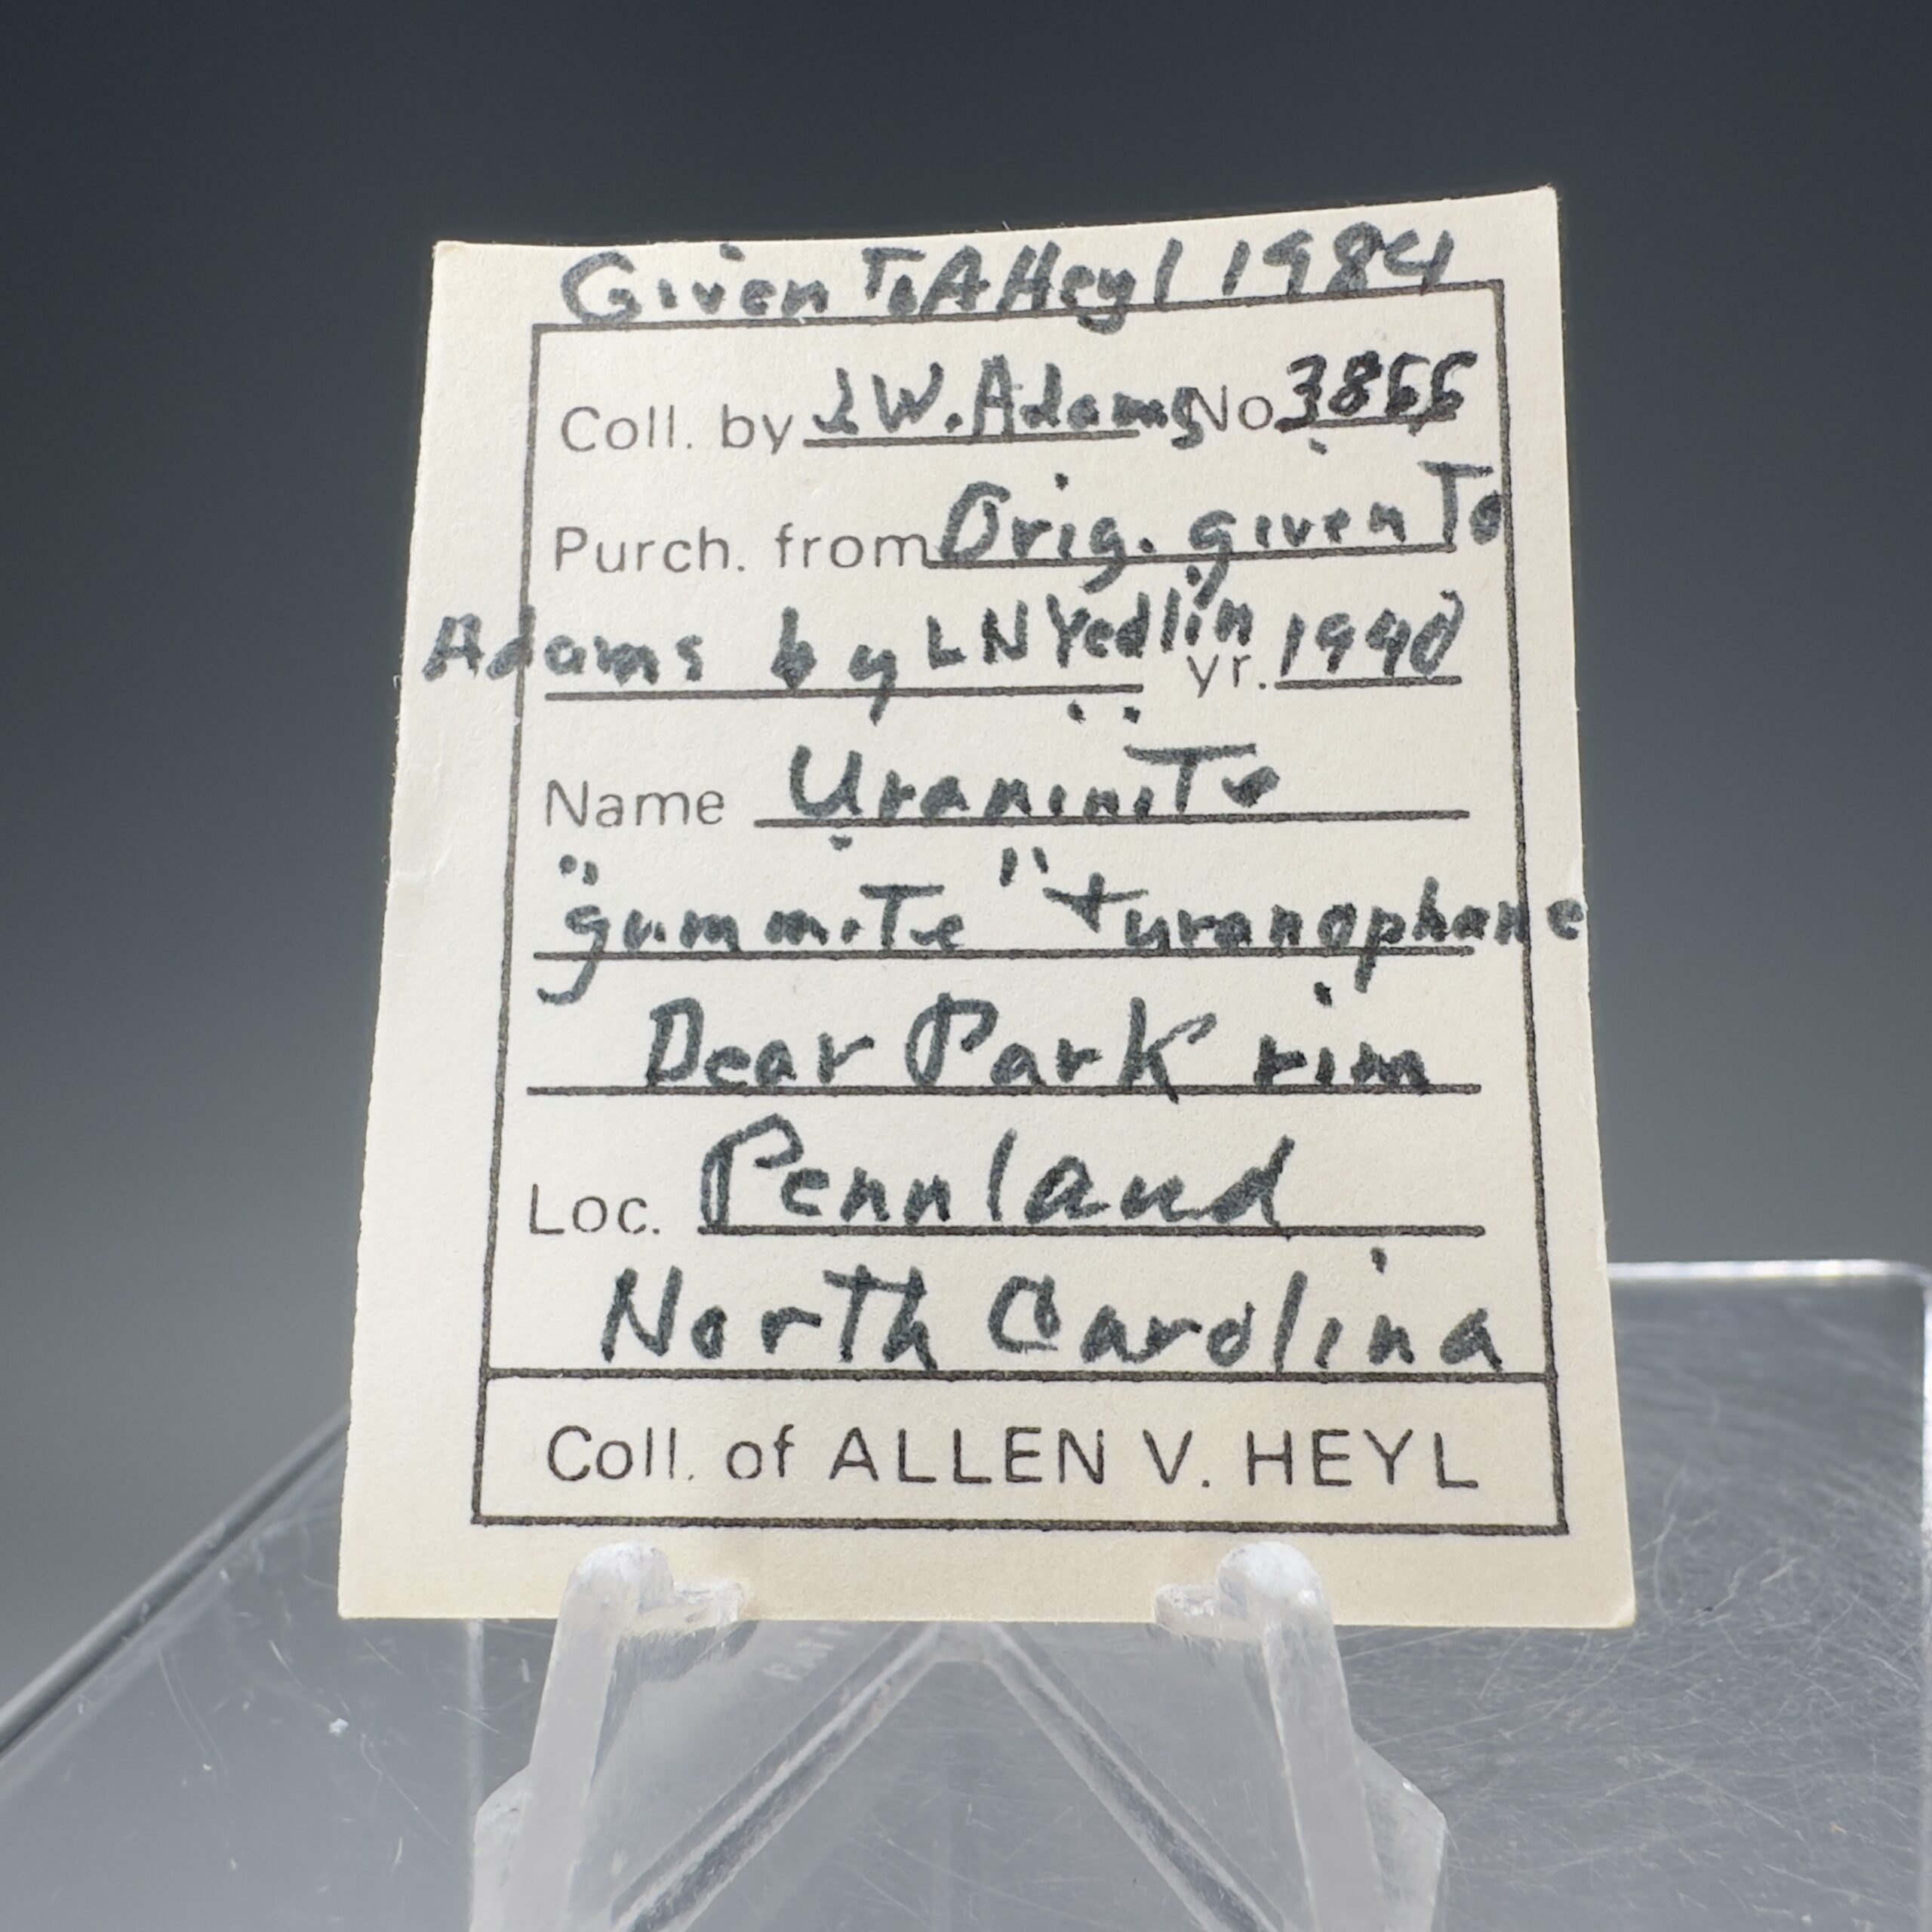 Given To A Heyl 1984
Coll. by J W. Adams No. 3866
Purch. from Orig. given To
Adams by L N Yedlin yr. 1940
Name Uraninite
"gummite" + uranophane
Dear Park rim
Loc. Pennland
North Carolina
Coll. of ALLEN V. HEYL